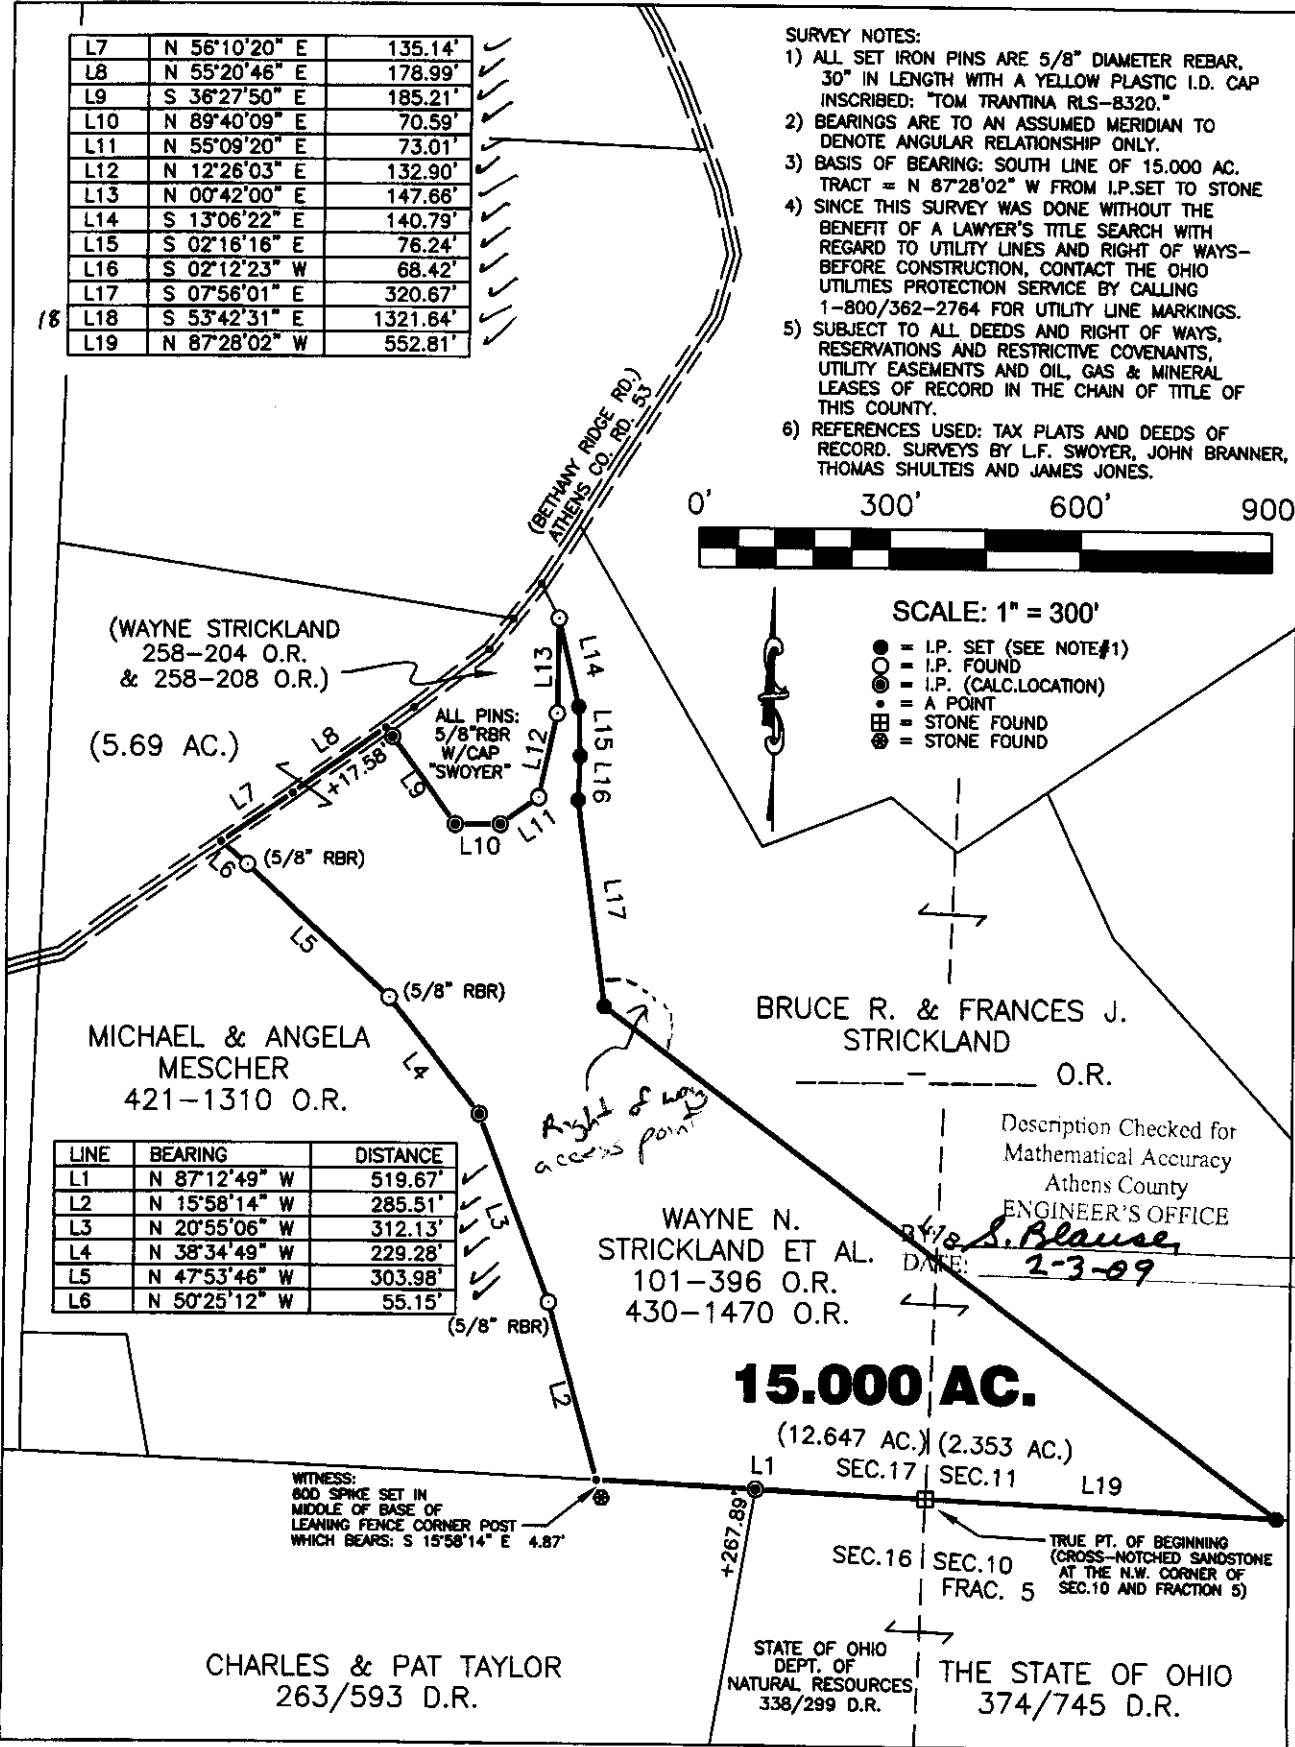 L7 N 56°10'20" E 135.14'
L8 N 55°20'46" E 178.99'
L9 S 36°27'50" E 185.21'
L10 N 89°40'09" E 70.59'
L11 N 55°09'20" E 73.01'
L12 N 12°26'03" E 132.90'
L13 N 00°42'00" E 147.66'
L14 S 13°06'22" E 140.79'
L15 S 02°16'16" E 76.24'
L16 S 02°12'23" W 68.42'
L17 S 07°56'01" E 320.67'
18 L18 S 53°42'31" E 1321.64'
L19 N 87°28'02" W 552.81'
SURVEY NOTES:
1) ALL SET IRON PINS ARE 5/8" DIAMETER REBAR,
30" IN LENGTH WITH A YELLOW PLASTIC I.D. CAP
INSCRIBED: "TOM TRANTINA RLS-8320."
2) BEARINGS ARE TO AN ASSUMED MERIDIAN TO
DENOTE ANGULAR RELATIONSHIP ONLY.
3) BASIS OF BEARING: SOUTH LINE OF 15.000 AC.
TRACT = N 87°28'02" W FROM I.P.SET TO STONE
4) SINCE THIS SURVEY WAS DONE WITHOUT THE
BENEFIT OF A LAWYER'S TITLE SEARCH WITH
REGARD TO UTILITY LINES AND RIGHT OF WAYS-
BEFORE CONSTRUCTION, CONTACT THE OHIO
UTILITIES PROTECTION SERVICE BY CALLING
1-800/362-2764 FOR UTILITY LINE MARKINGS.
5) SUBJECT TO ALL DEEDS AND RIGHT OF WAYS,
RESERVATIONS AND RESTRICTIVE COVENANTS,
UTILITY EASEMENTS AND OIL, GAS & MINERAL
LEASES OF RECORD IN THE CHAIN OF TITLE OF
THIS COUNTY.
6) REFERENCES USED: TAX PLATS AND DEEDS OF
RECORD. SURVEYS BY L.F. SWOYER, JOHN BRANNER,
THOMAS SHULTEIS AND JAMES JONES.
(BETHANY RIDGE RD.)
ATHENS CO. RD. 53
0' 300' 600' 900
SCALE: 1" = 300'
= I.P. SET (SEE NOTE#1)
= I.P. FOUND
= I.P. (CALC.LOCATION)
= A POINT
= STONE FOUND
= STONE FOUND
(WAYNE STRICKLAND
258-204 O.R.
& 258-208 O.R.)
(5.69 AC.)
ALL PINS:
5/8"RBR
W/CAP
"SWOYER"
L13
L14
L15
L16
L12
L11
L10
L9
L8
+17.58'
L7
L6
(5/8" RBR)
L5
(5/8" RBR)
L17
L4
MICHAEL & ANGELA
MESCHER
421-1310 O.R.
BRUCE R. & FRANCES J.
STRICKLAND
_____-_____ O.R.
Right of way
access point
Description Checked for
Mathematical Accuracy
Athens County
ENGINEER'S OFFICE
BY: S. Blauser
DATE: 2-3-09
LINE BEARING DISTANCE
L1 N 87°12'49" W 519.67'
L2 N 15°58'14" W 285.51'
L3 N 20°55'06" W 312.13'
L4 N 38°34'49" W 229.28'
L5 N 47°53'46" W 303.98'
L6 N 50°25'12" W 55.15'
L3
(5/8" RBR)
L2
WAYNE N.
STRICKLAND ET AL.
101-396 O.R.
430-1470 O.R.
L18
15.000 AC.
(12.647 AC.) (2.353 AC.)
L1 SEC.17 SEC.11 L19
WITNESS:
60D SPIKE SET IN
MIDDLE OF BASE OF
LEANING FENCE CORNER POST
WHICH BEARS: S 15°58'14" E 4.87'
+267.89'
SEC.16 SEC.10
FRAC. 5
TRUE PT. OF BEGINNING
(CROSS-NOTCHED SANDSTONE
AT THE N.W. CORNER OF
SEC.10 AND FRACTION 5)
CHARLES & PAT TAYLOR
263/593 D.R.
STATE OF OHIO
DEPT. OF
NATURAL RESOURCES
338/299 D.R.
THE STATE OF OHIO
374/745 D.R.